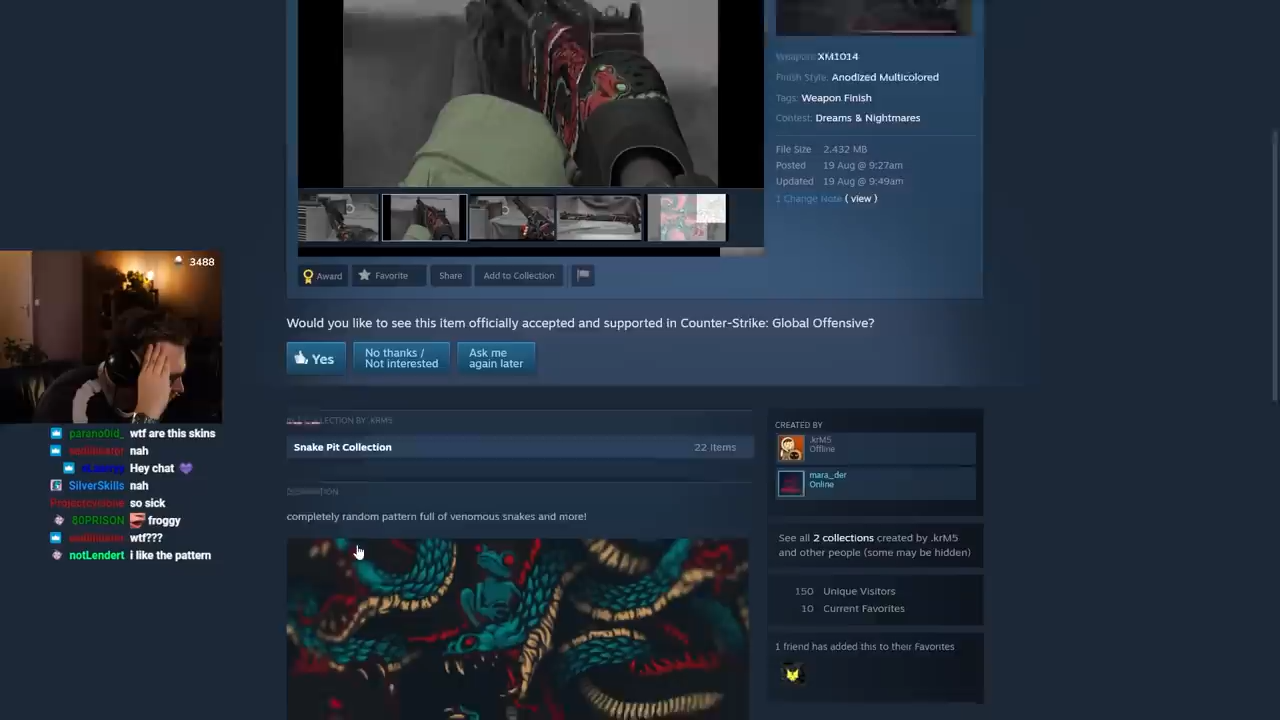 Weapon: XM1014
Finish Style: Anodized Multicolored
Tags: Weapon Finish
Contest: Dreams & Nightmares
File Size 2.432 MB
Posted 19 Aug @ 9:27am
Updated 19 Aug @ 9:49am
1 Change Note ( view )
Award
Favorite
Share
Add to Collection
Would you like to see this item officially accepted and supported in Counter-Strike: Global Offensive?
Yes
No thanks /
Not interested
Ask me
again later
3488
parano0id_ wtf are this skins
nah
Hey chat
SilverSkills nah
so sick
80PRISON froggy
wtf???
notLendert i like the pattern
COLLECTION BY .KRM5
Snake Pit Collection 22 items
DESCRIPTION
completely random pattern full of venomous snakes and more!
CREATED BY
.krM5
Offline
mara_der
Online
See all 2 collections created by .krM5
and other people (some may be hidden)
150 Unique Visitors
10 Current Favorites
1 friend has added this to their Favorites